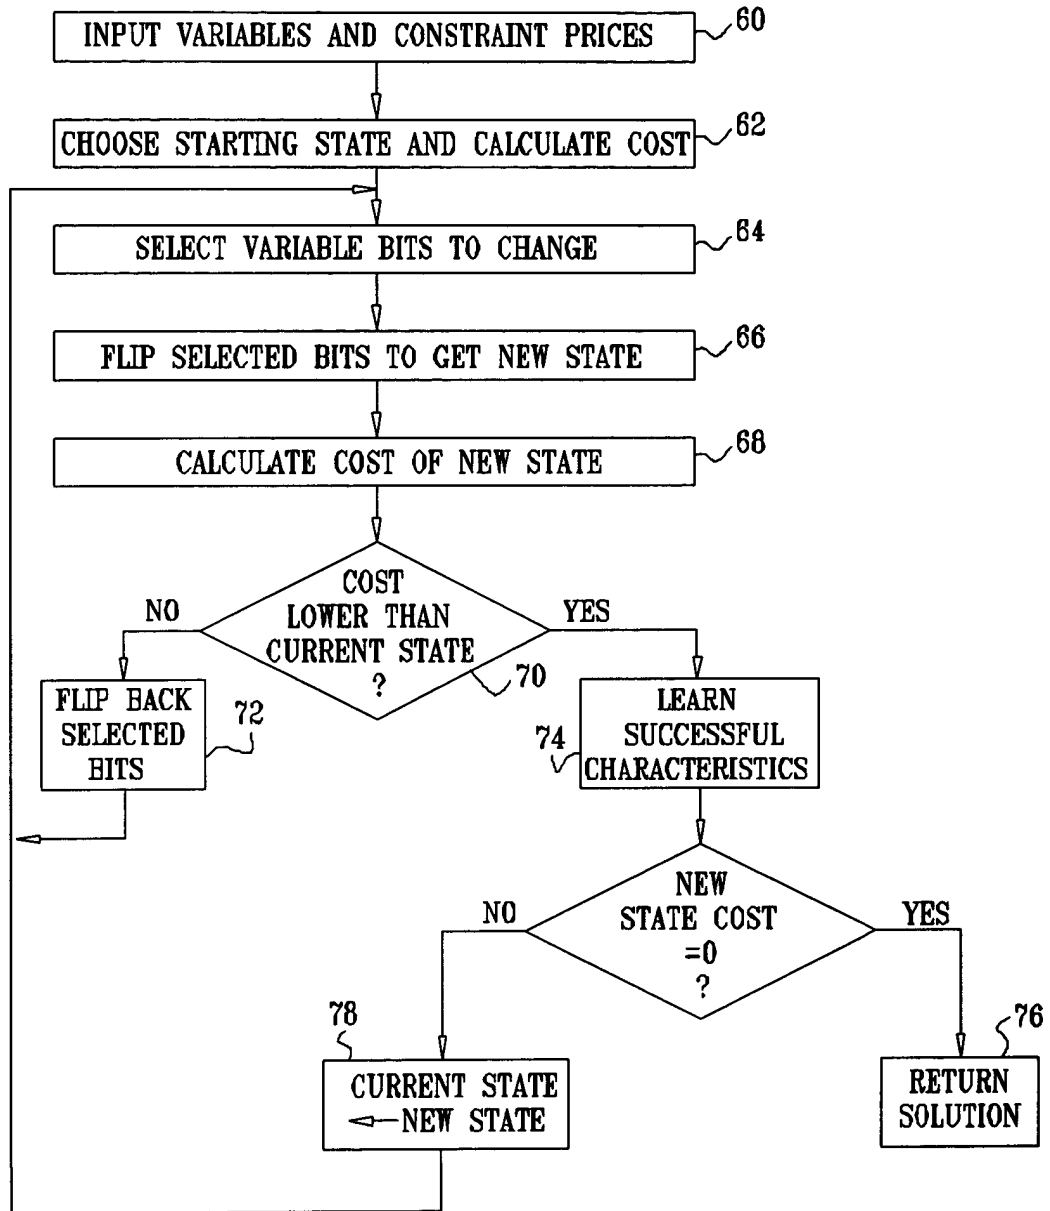 INPUT VARIABLES AND CONSTRAINT PRICES
60
CHOOSE STARTING STATE AND CALCULATE COST
62
SELECT VARIABLE BITS TO CHANGE
64
FLIP SELECTED BITS TO GET NEW STATE
66
CALCULATE COST OF NEW STATE
68
COST
LOWER THAN
CURRENT STATE
?
70
NO
YES
FLIP BACK
SELECTED
BITS
72
LEARN
SUCCESSFUL
CHARACTERISTICS
74
NEW
STATE COST
=0
?
NO
YES
78
CURRENT STATE
←NEW STATE
76
RETURN
SOLUTION